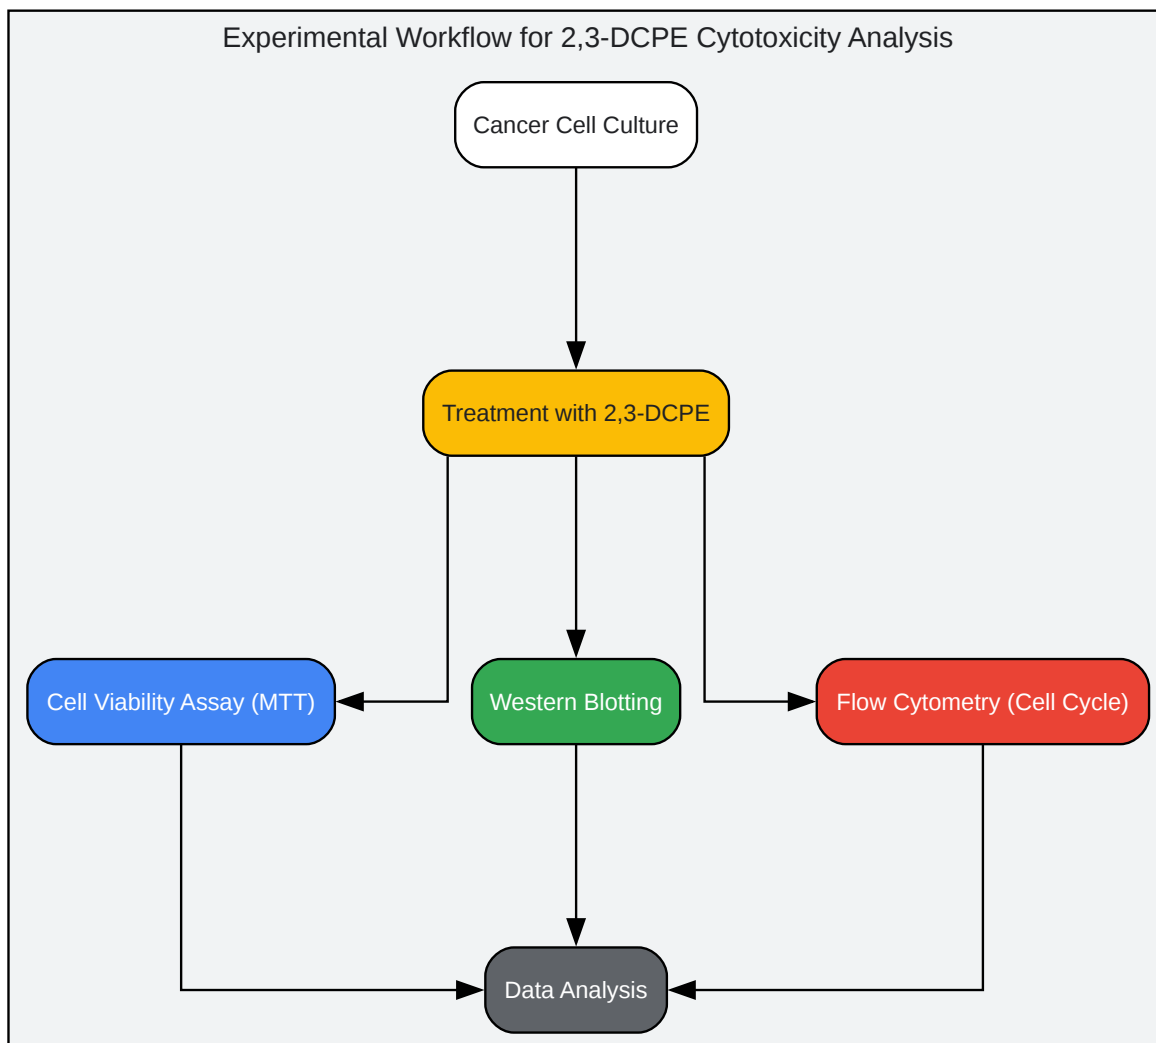 Experimental Workflow for 2,3-DCPE Cytotoxicity Analysis
Cancer Cell Culture
Treatment with 2,3-DCPE
Cell Viability Assay (MTT)
Western Blotting
Flow Cytometry (Cell Cycle)
Data Analysis